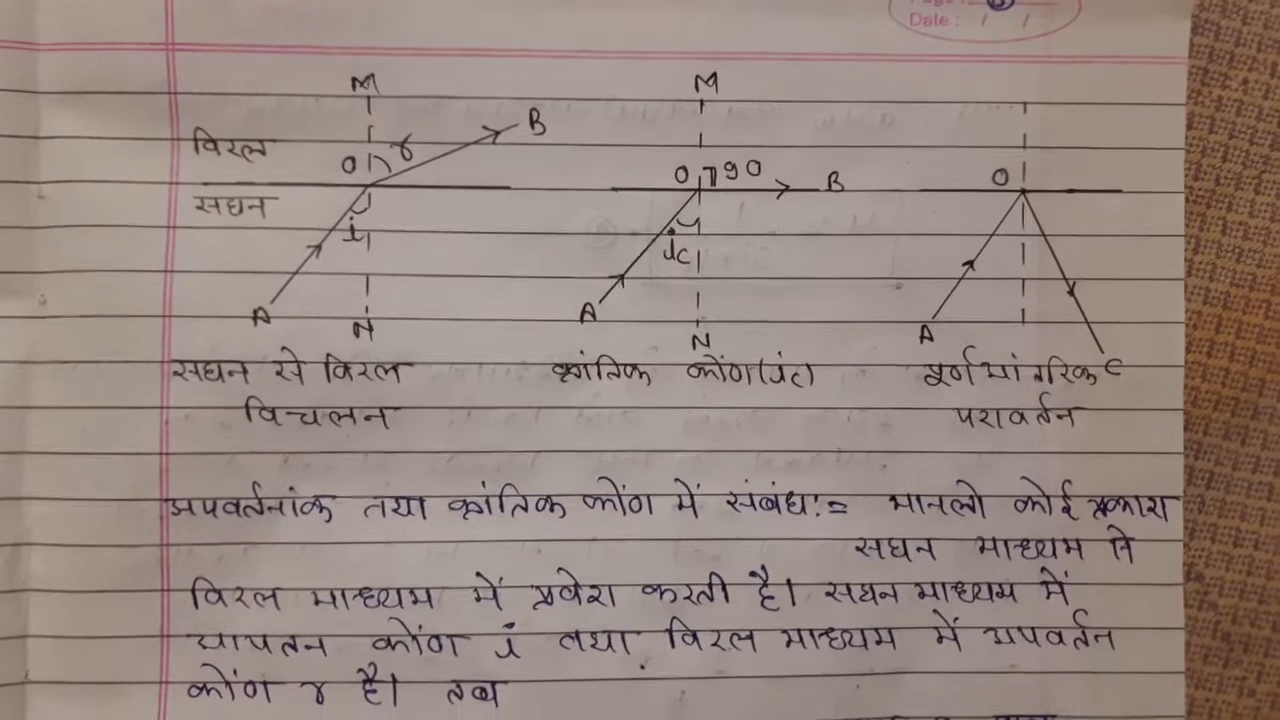 Date : / /
M M
विरल O r B O 90 B O
सघन
i ic
A N A N A C
सघन से विरल क्रांतिक कोंण(ic) पूर्ण आंतरिक
विचलन परावर्तन
अपवर्तनांक तथा क्रांतिक कोंण में संबंध:= मानलो कोई प्रकाश
सघन माध्यम से
विरल माध्यम में प्रवेश करती है। सघन माध्यम में
आपतन कोंण i तथा विरल माध्यम में अपवर्तन
कोंण r है। तब